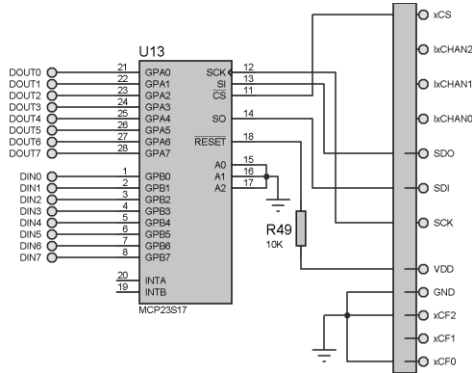 U13
DOUT0 21 GPA0 SCK 12
DOUT1 22 GPA1 SI 13
DOUT2 23 GPA2 CS 11
DOUT3 24 GPA3
DOUT4 25 GPA4 SO 14
DOUT5 26 GPA5
DOUT6 27 GPA6 RESET 18
DOUT7 28 GPA7
A0 15
DIN0 1 GPB0 A1 16
DIN1 2 GPB1 A2 17
DIN2 3 GPB2
DIN3 4 GPB3
DIN4 5 GPB4
DIN5 6 GPB5
DIN6 7 GPB6
DIN7 8 GPB7
20 INTA
19 INTB
MCP23S17
R49
10K
xCS
IxCHAN2
IxCHAN1
IxCHAN0
SDO
SDI
SCK
VDD
GND
xCF2
xCF1
xCF0